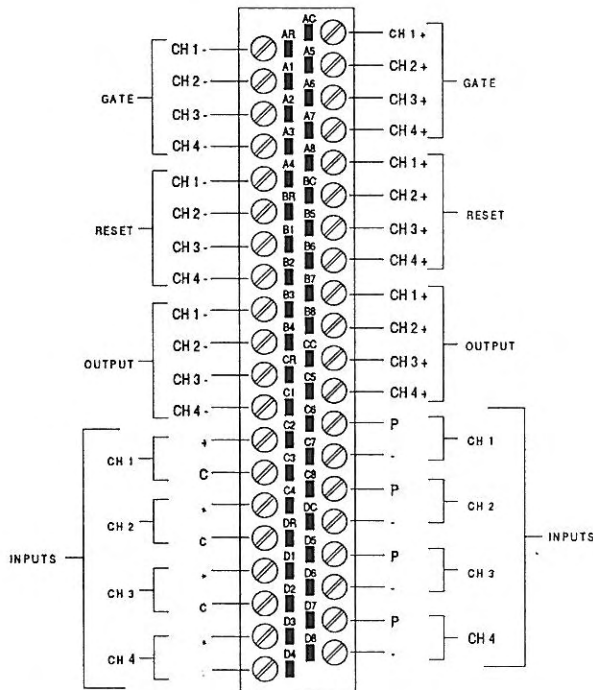 AC
AR CH 1 +
CH 1 - A5
A1 CH 2 +
CH 2 - A6
GATE A2 CH 3 + GATE
CH 3 - A7
A3 CH 4 +
CH 4 - A8
A4 CH 1 +
CH 1 - BC
BR CH 2 +
CH 2 - B5
RESET B1 CH 3 + RESET
CH 3 - B6
B2 CH 4 +
CH 4 - B7
B3 CH 1 +
CH 1 - B8
B4 CH 2 +
CH 2 - CC
OUTPUT CR CH 3 + OUTPUT
CH 3 - C5
C1 CH 4 +
CH 4 - C6
C2 P
+ C7 CH 1
CH 1 C3 -
C C8
C4 P
+ DC CH 2
CH 2 DR -
C D5
INPUTS D1 P INPUTS
+ D6 CH 3
CH 3 D2 -
C D7
D3 P
+ D8 CH 4
CH 4 D4 -